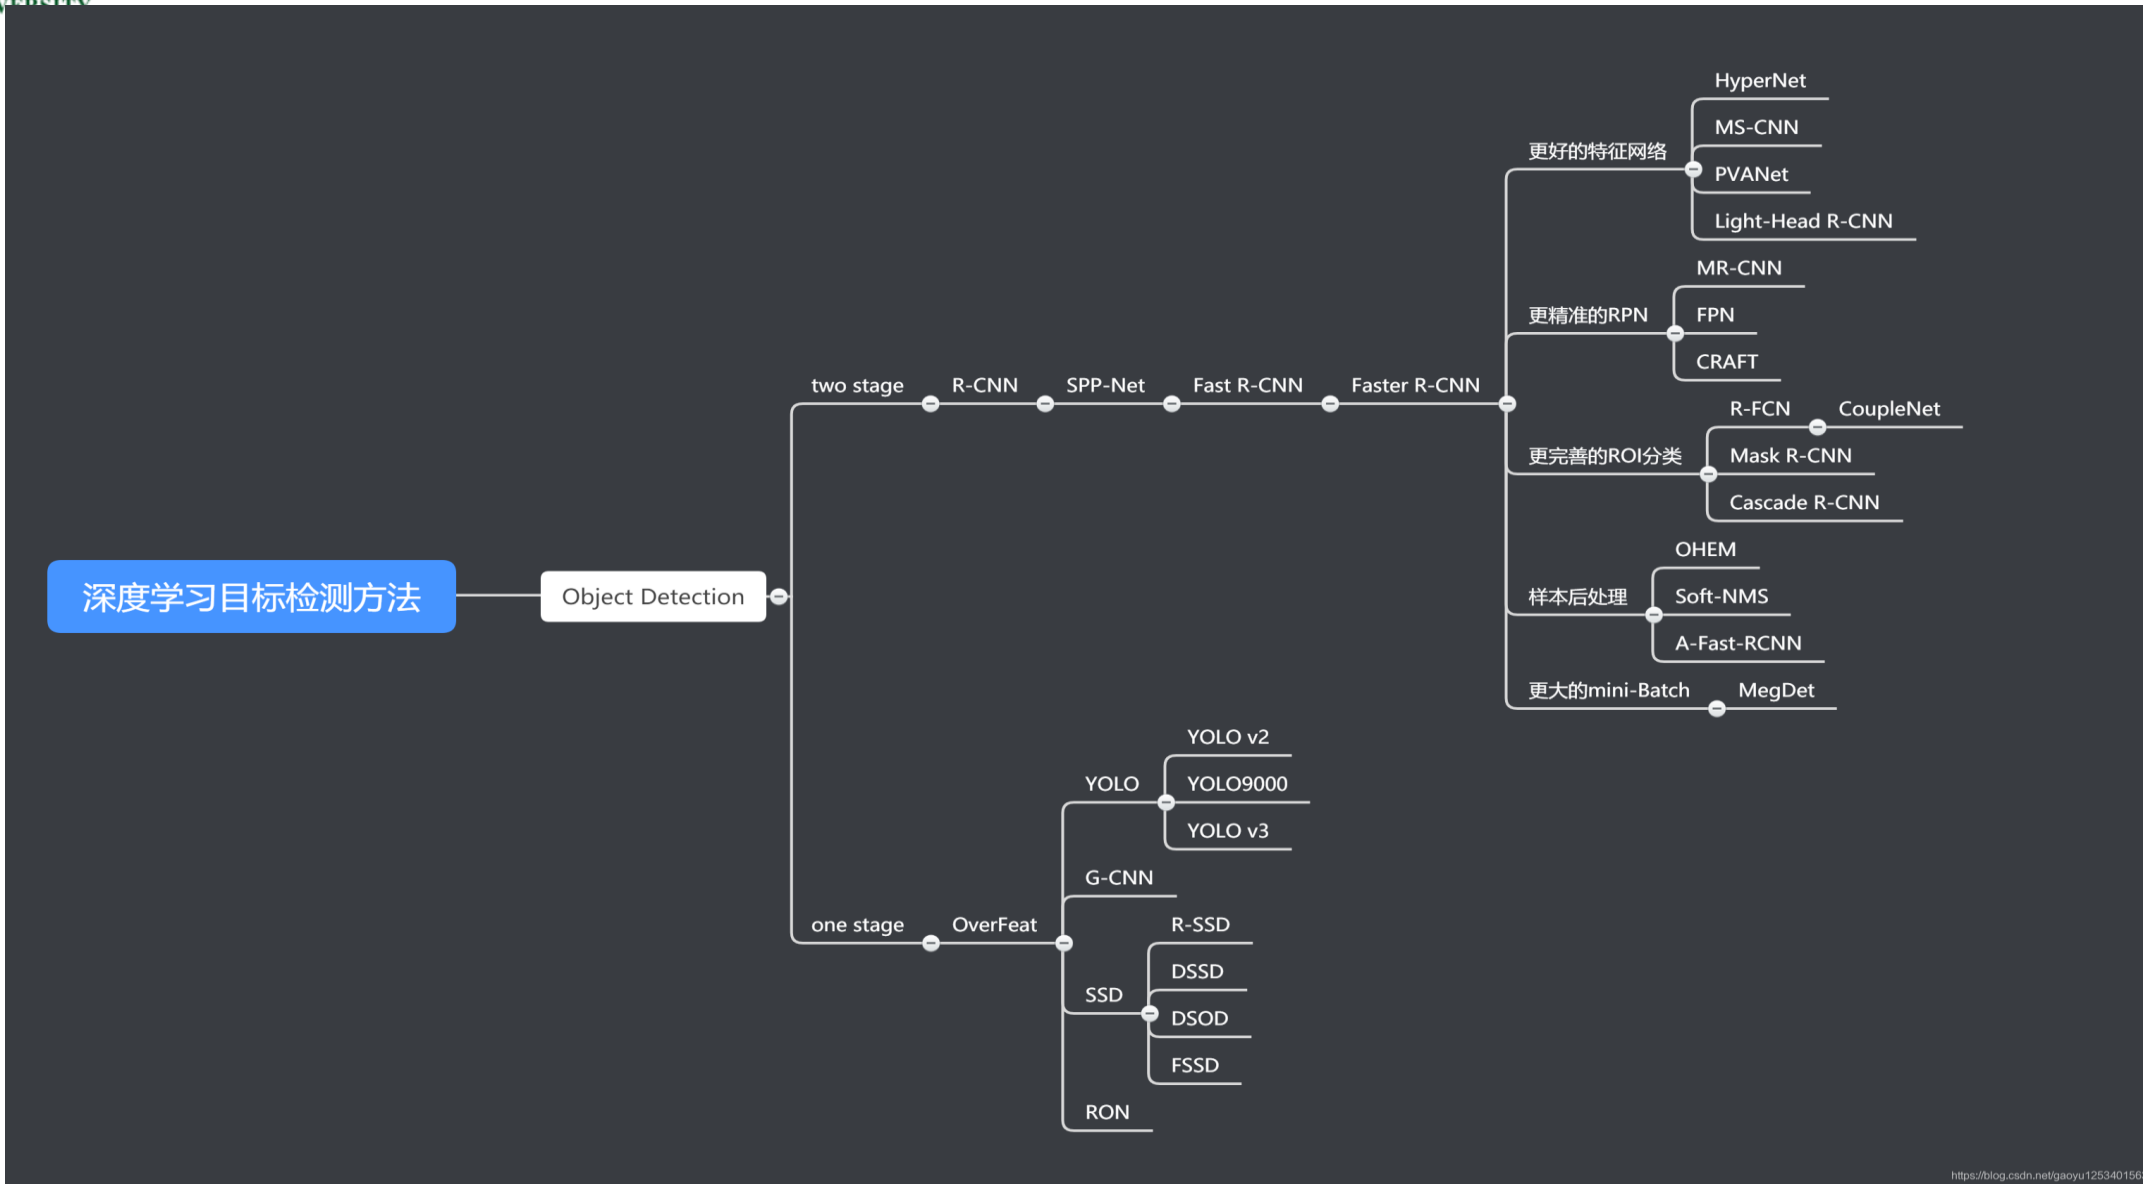 HyperNet
MS-CNN
更好的特征网络
PVANet
Light-Head R-CNN
MR-CNN
更精准的RPN
FPN
CRAFT
two stage
R-CNN
SPP-Net
Fast R-CNN
Faster R-CNN
R-FCN
CoupleNet
更完善的ROI分类
Mask R-CNN
Cascade R-CNN
OHEM
样本后处理
Soft-NMS
A-Fast-RCNN
更大的mini-Batch
MegDet
深度学习目标检测方法
Object Detection
YOLO v2
YOLO
YOLO9000
YOLO v3
G-CNN
one stage
OverFeat
R-SSD
DSSD
SSD
DSOD
FSSD
RON
https://blog.csdn.net/gaoyu125340156